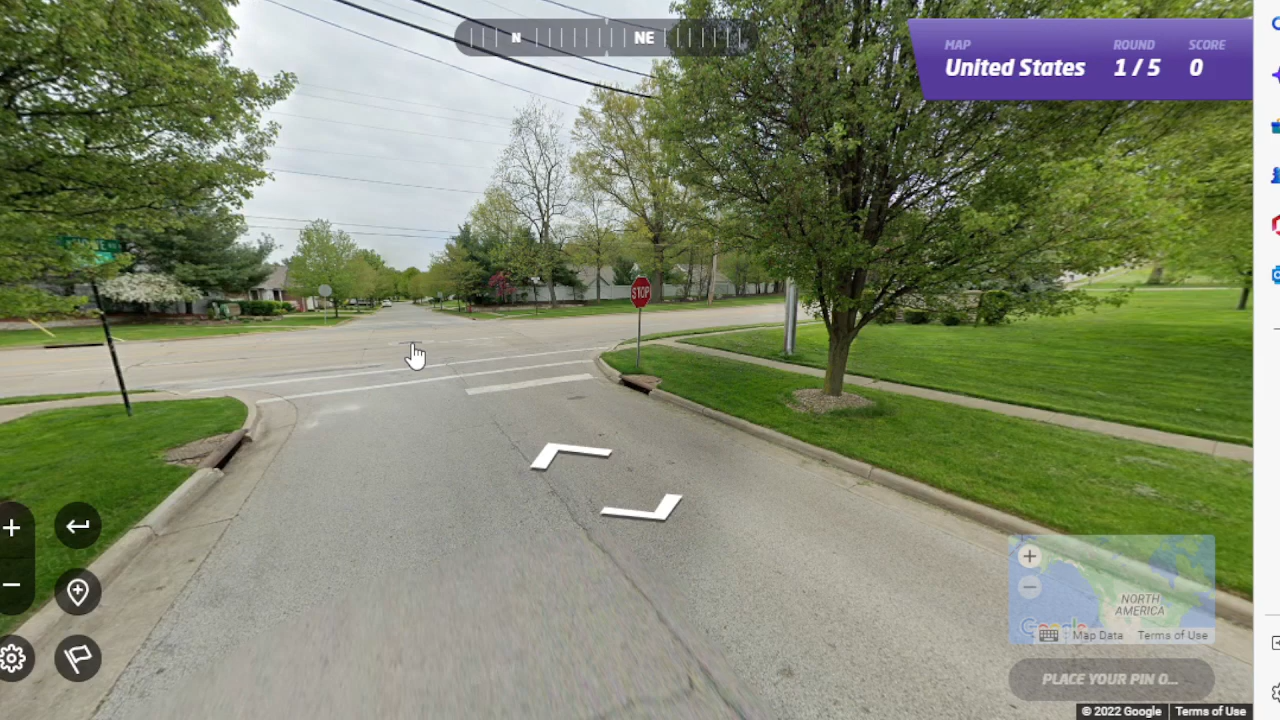 N NE
MAP ROUND SCORE
United States 1 / 5 0
STOP
NORTH
AMERICA
Google
Map Data Terms of Use
PLACE YOUR PIN O...
© 2022 Google Terms of Use